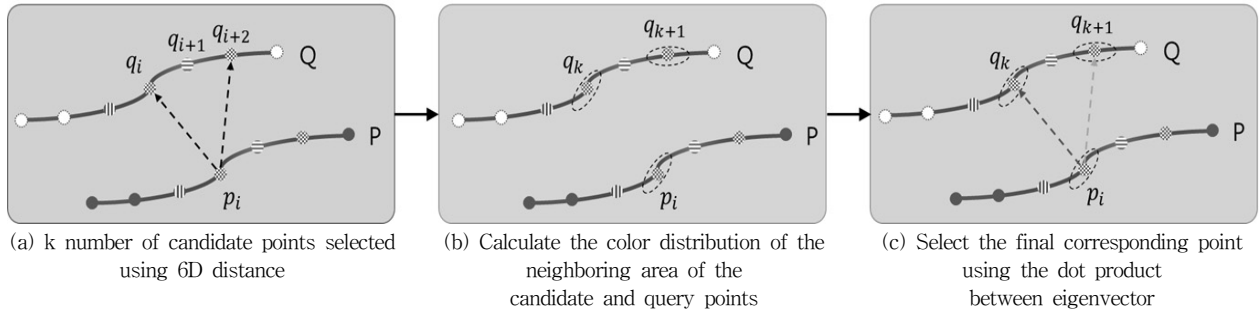 q_i q_{i+1} q_{i+2} Q
P
p_i
q_k q_{k+1} Q
P
p_i
q_k q_{k+1} Q
P
p_i
(a) k number of candidate points selected
using 6D distance
(b) Calculate the color distribution of the
neighboring area of the
candidate and query points
(c) Select the final corresponding point
using the dot product
between eigenvector